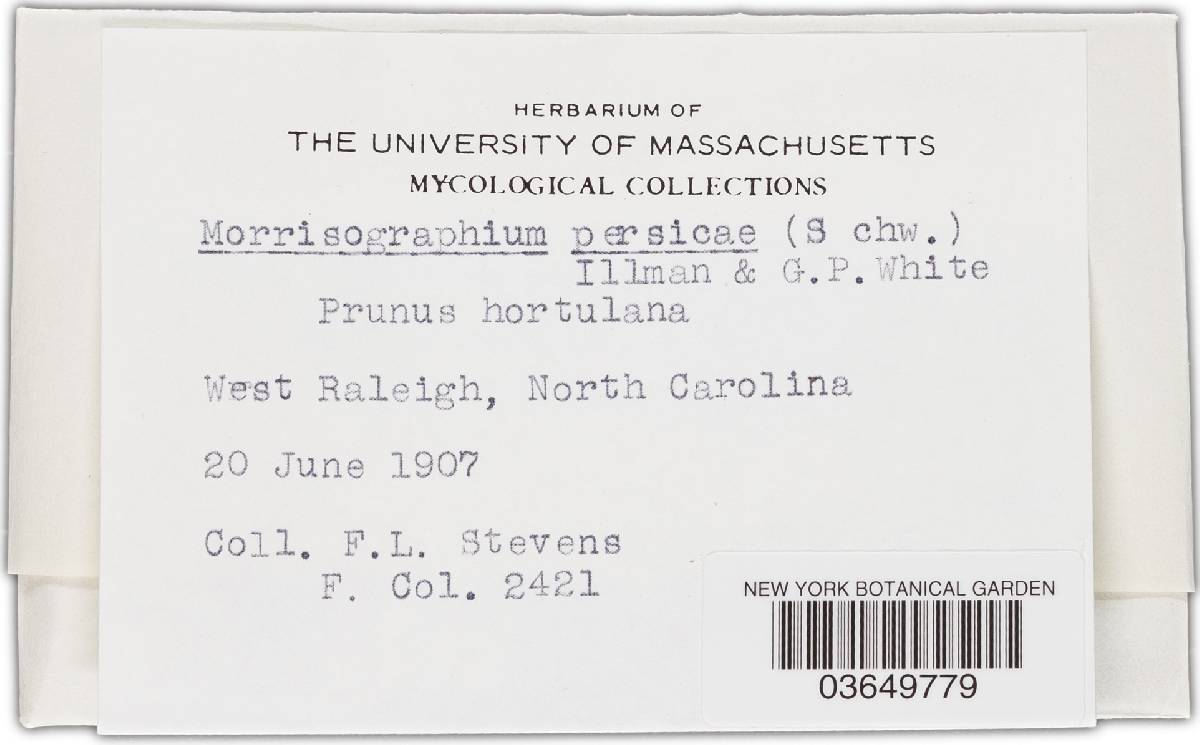 HERBARIUM OF
THE UNIVERSITY OF MASSACHUSETTS
MYCOLOGICAL COLLECTIONS
Morrisographium persicae (S chw.)
Illman & G.P.White
Prunus hortulana
West Raleigh, North Carolina
20 June 1907
Coll. F.L. Stevens
F. Col. 2421
NEW YORK BOTANICAL GARDEN
03649779